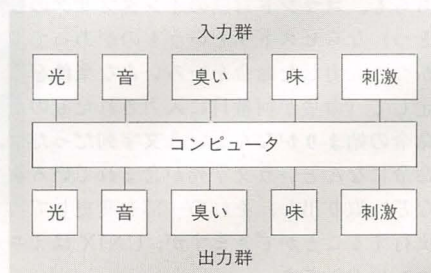 入力群
光 音 臭い 味 刺激
コンピュータ
光 音 臭い 味 刺激
出力群